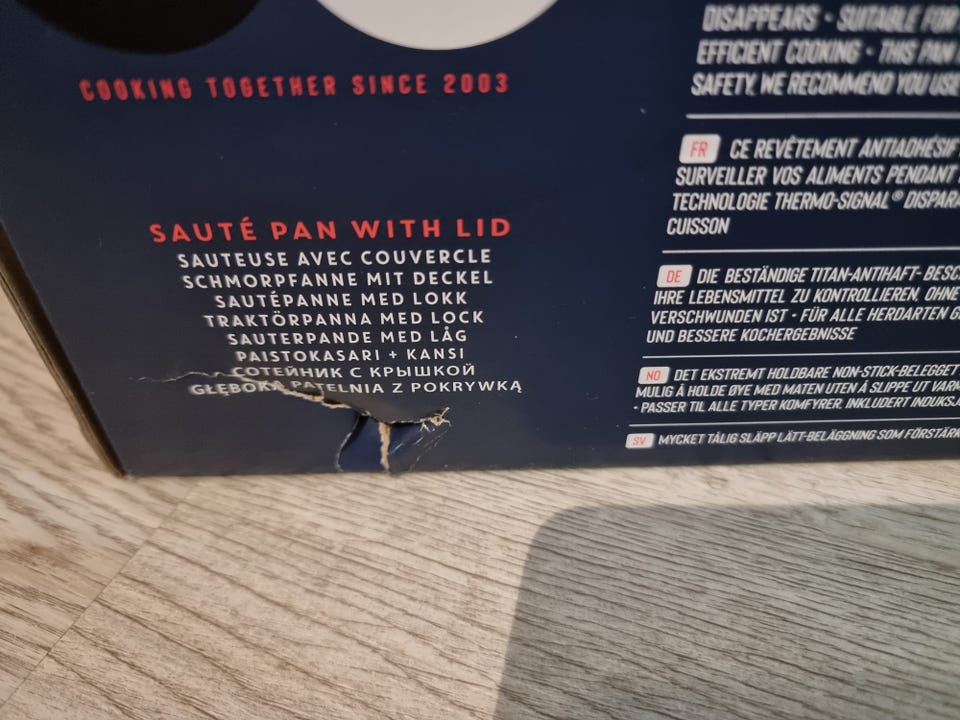 COOKING TOGETHER SINCE 2003
SAUTÉ PAN WITH LID
SAUTEUSE AVEC COUVERCLE
SCHMORPFANNE MIT DECKEL
SAUTÉPANNE MED LOKK
TRAKTÖRPANNA MED LOCK
SAUTERPANDE MED LÅG
PAISTOKASARI + KANSI
СОТЕЙНИК С КРЫШКОЙ
GŁĘBOKA PATELNIA Z POKRYWKĄ
DISAPPEARS · SUITABLE FOR
EFFICIENT COOKING · THIS PAN
SAFETY, WE RECOMMEND YOU USE
FR CE REVÊTEMENT ANTIADHÉSIF
SURVEILLER VOS ALIMENTS PENDANT
TECHNOLOGIE THERMO-SIGNAL® DISPARA
CUISSON
DE DIE BESTÄNDIGE TITAN-ANTIHAFT- BESC
IHRE LEBENSMITTEL ZU KONTROLLIEREN, OHNE
VERSCHWUNDEN IST · FÜR ALLE HERDARTEN G
UND BESSERE KOCHERGEBNISSE
NO DET EKSTREMT HOLDBARE NON-STICK-BELEGGET
MULIG Å HOLDE ØYE MED MATEN UTEN Å SLIPPE UT VARM
· PASSER TIL ALLE TYPER KOMFYRER, INKLUDERT INDUKSJ
SV MYCKET TÅLIG SLÄPP LÄTT-BELÄGGNING SOM FÖRSTÄRK